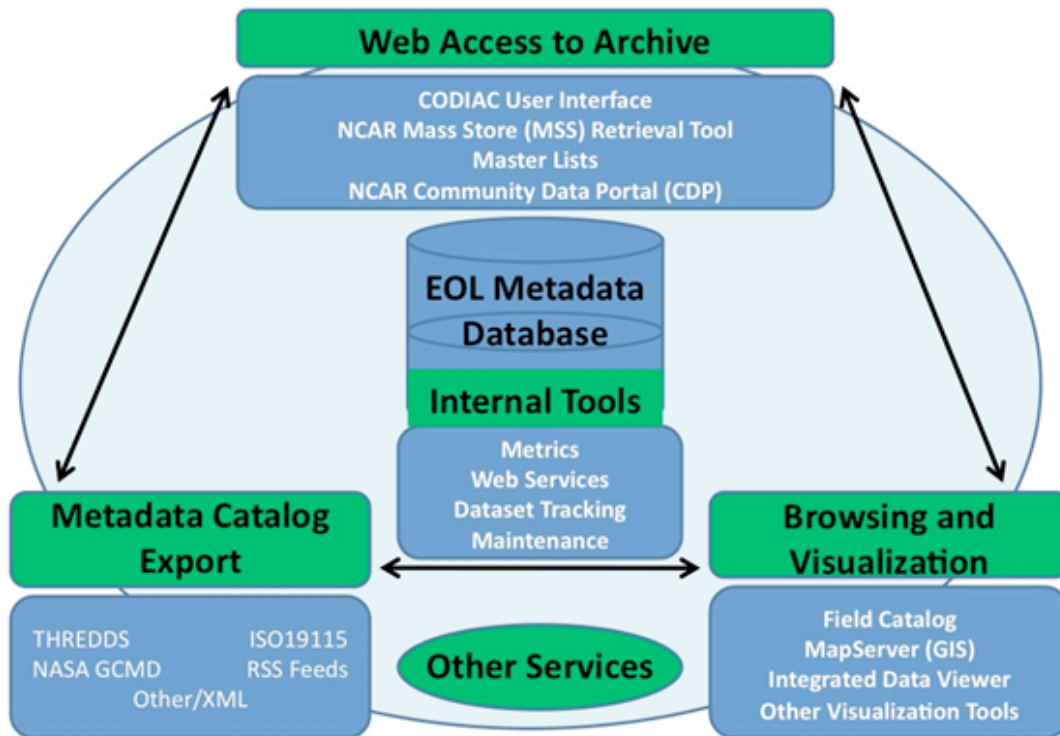 Web Access to Archive
CODIAC User Interface
NCAR Mass Store (MSS) Retrieval Tool
Master Lists
NCAR Community Data Portal (CDP)
EOL Metadata
Database
Internal Tools
Metrics
Web Services
Dataset Tracking
Maintenance
Metadata Catalog
Export
THREDDS ISO19115
NASA GCMD RSS Feeds
Other/XML
Other Services
Browsing and
Visualization
Field Catalog
MapServer (GIS)
Integrated Data Viewer
Other Visualization Tools